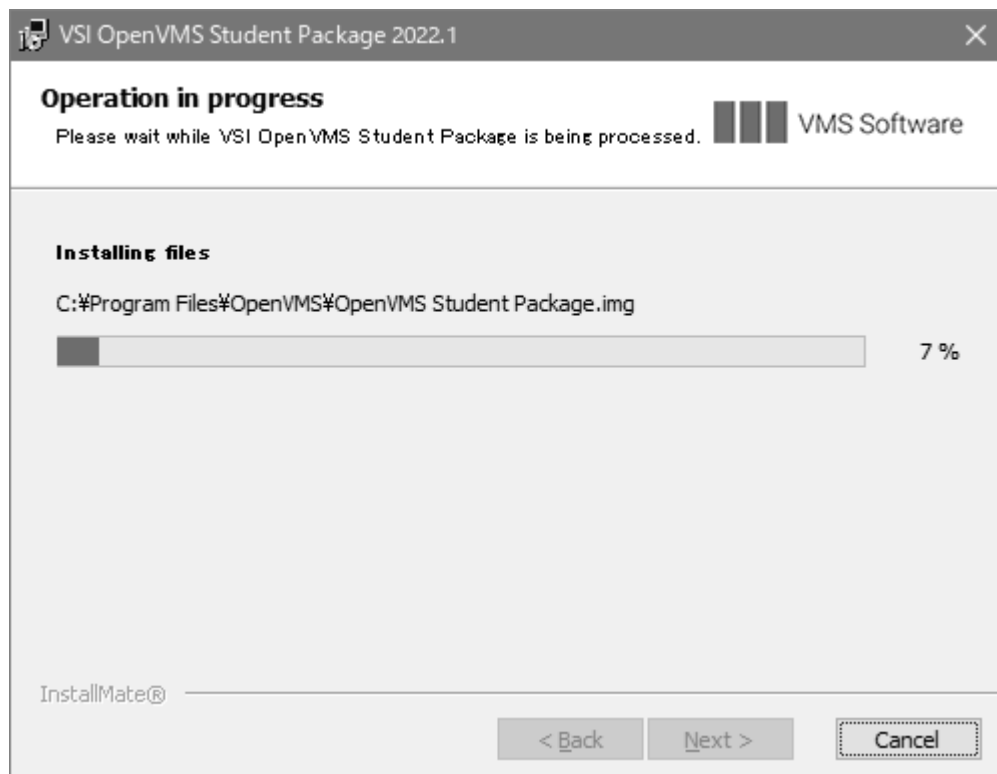 VSI OpenVMS Student Package 2022.1
Operation in progress
Please wait while VSI OpenVMS Student Package is being processed.
VMS Software
Installing files
C:¥Program Files¥OpenVMS¥OpenVMS Student Package.img
7 %
InstallMate®
< Back
Next >
Cancel